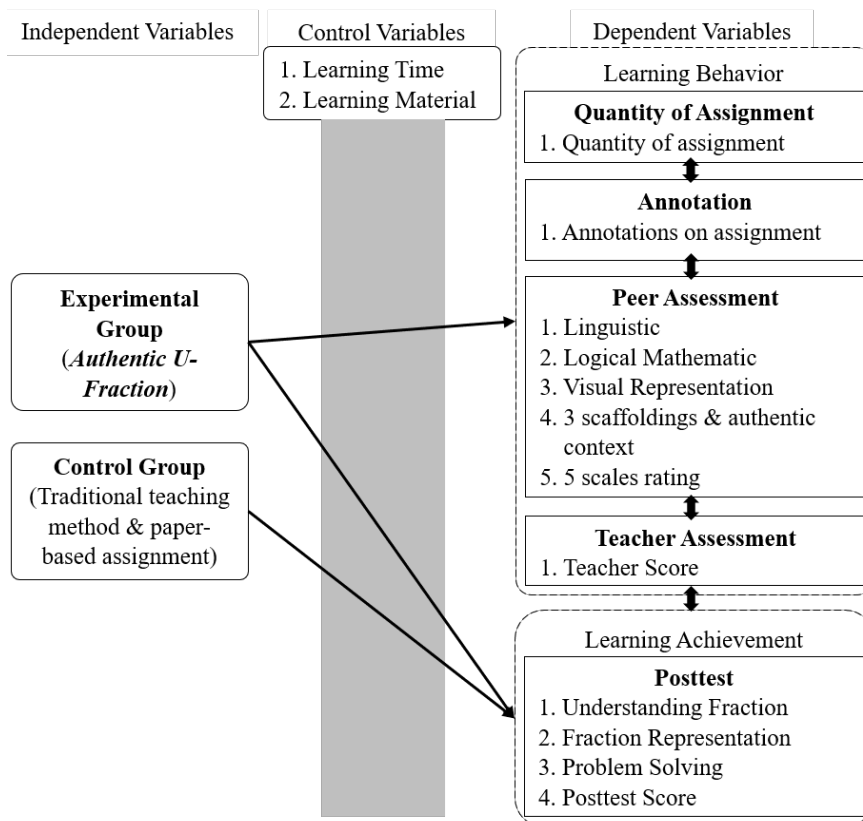 Independent Variables
Control Variables
Dependent Variables
1. Learning Time
2. Learning Material
Learning Behavior
Quantity of Assignment
1. Quantity of assignment
Annotation
1. Annotations on assignment
Peer Assessment
1. Linguistic
2. Logical Mathematic
3. Visual Representation
4. 3 scaffoldings & authentic
context
5. 5 scales rating
Teacher Assessment
1. Teacher Score
Experimental
Group
(Authentic U-
Fraction)
Control Group
(Traditional teaching
method & paper-
based assignment)
Learning Achievement
Posttest
1. Understanding Fraction
2. Fraction Representation
3. Problem Solving
4. Posttest Score